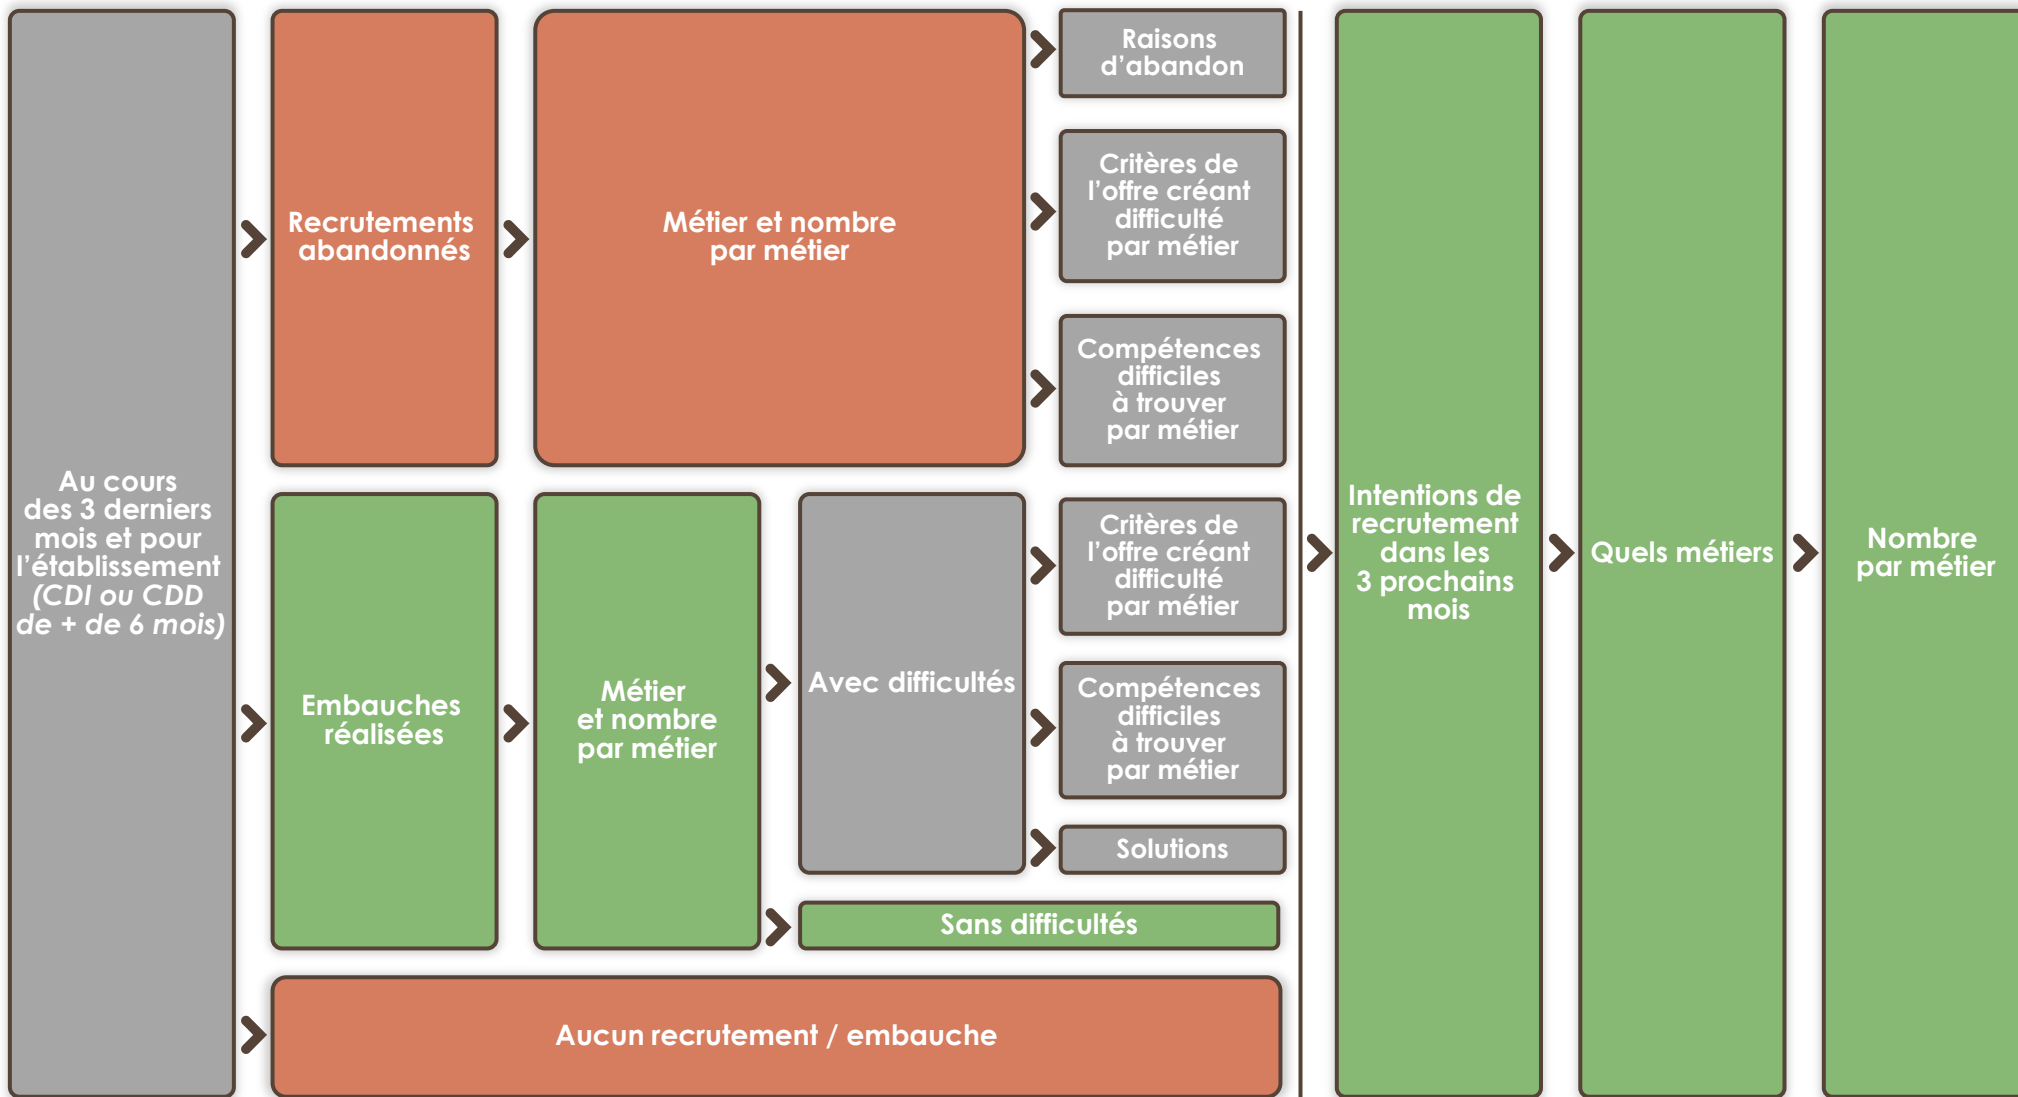 Au cours
des 3 derniers
mois et pour
l’établissement
(CDI ou CDD
de + de 6 mois)
Recrutements
abandonnés
Métier et nombre
par métier
Raisons
d’abandon
Critères de
l’offre créant
difficulté
par métier
Compétences
difficiles
à trouver
par métier
Embauches
réalisées
Métier
et nombre
par métier
Avec difficultés
Critères de
l’offre créant
difficulté
par métier
Compétences
difficiles
à trouver
par métier
Solutions
Sans difficultés
Aucun recrutement / embauche
Intentions de
recrutement
dans les
3 prochains
mois
Quels métiers
Nombre
par métier